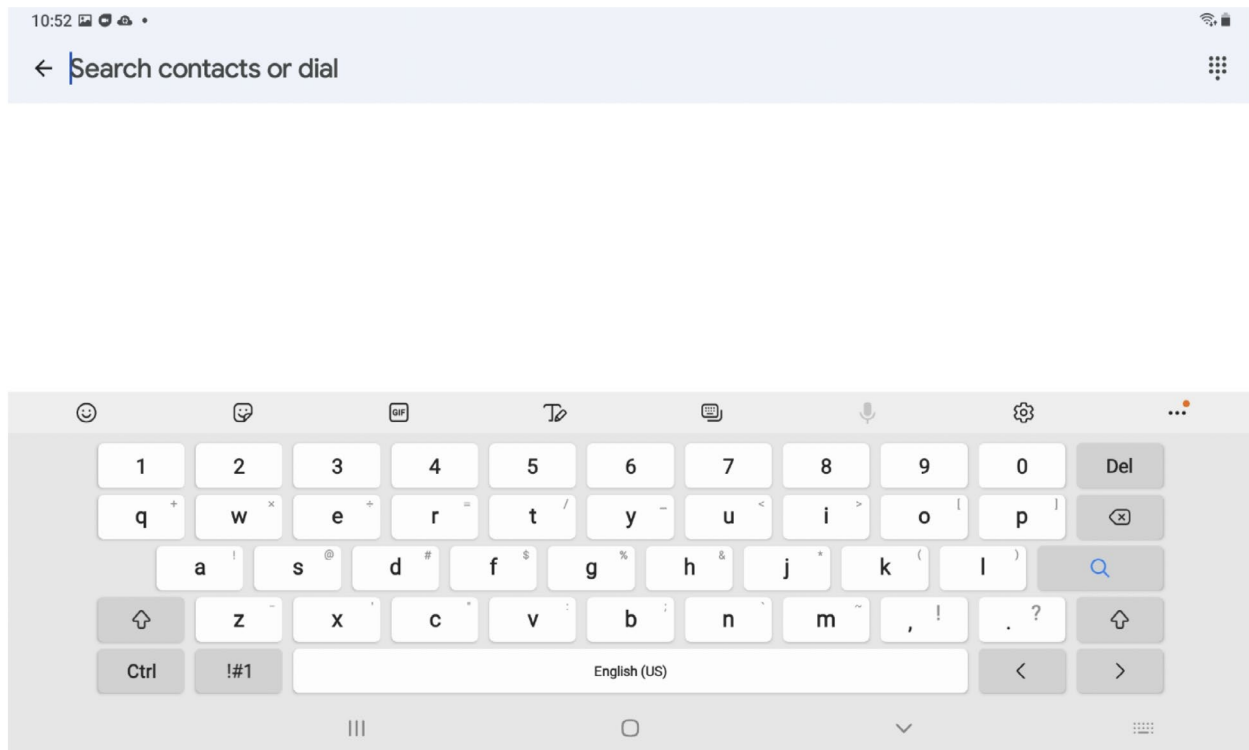 10:52
Search contacts or dial
GIF
1 2 3 4 5 6 7 8 9 0 Del
q + w × e ÷ r = t / y _ u < i > o [ p ]
a ! s @ d # f $ g % h & j * k ( l )
z - x ' c " v : b ; n ` m ~ , ! . ?
Ctrl !#1 English (US) < >